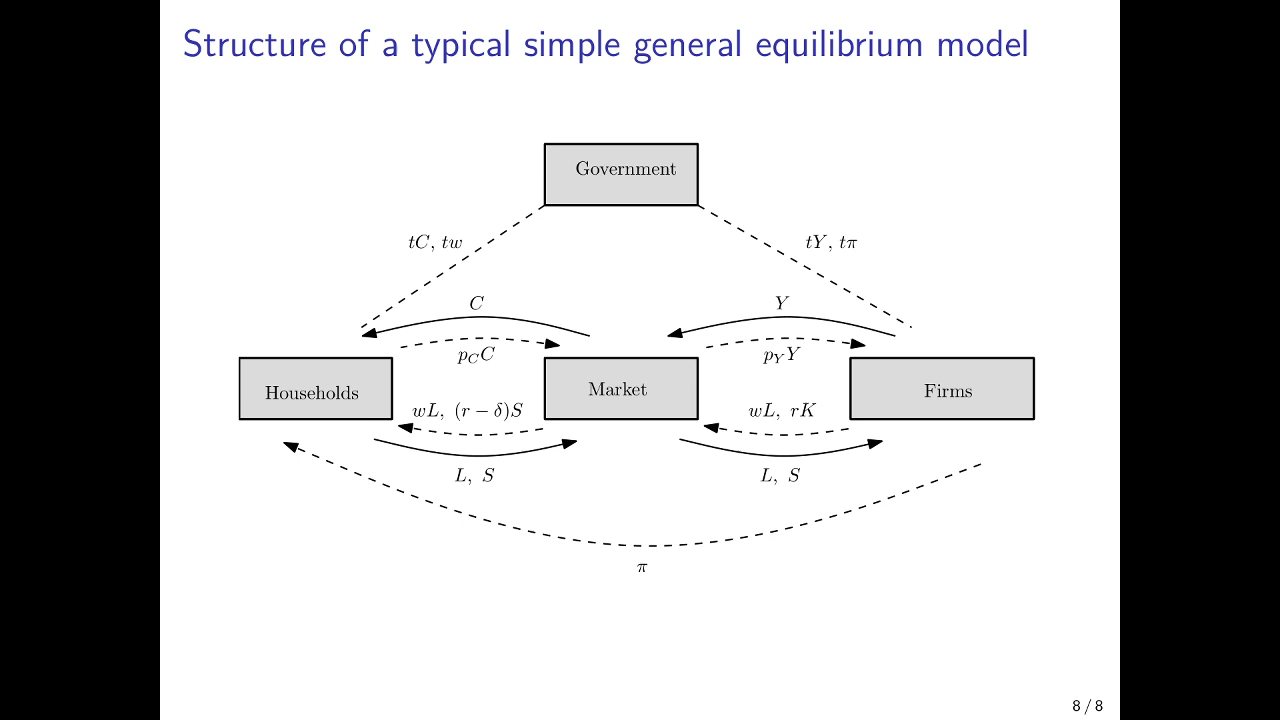 Structure of a typical simple general equilibrium model
Government
tC, tw
tY, tπ
C
Y
p_C C
p_Y Y
Households
Market
Firms
wL, (r − δ)S
wL, rK
L, S
L, S
π
8 / 8